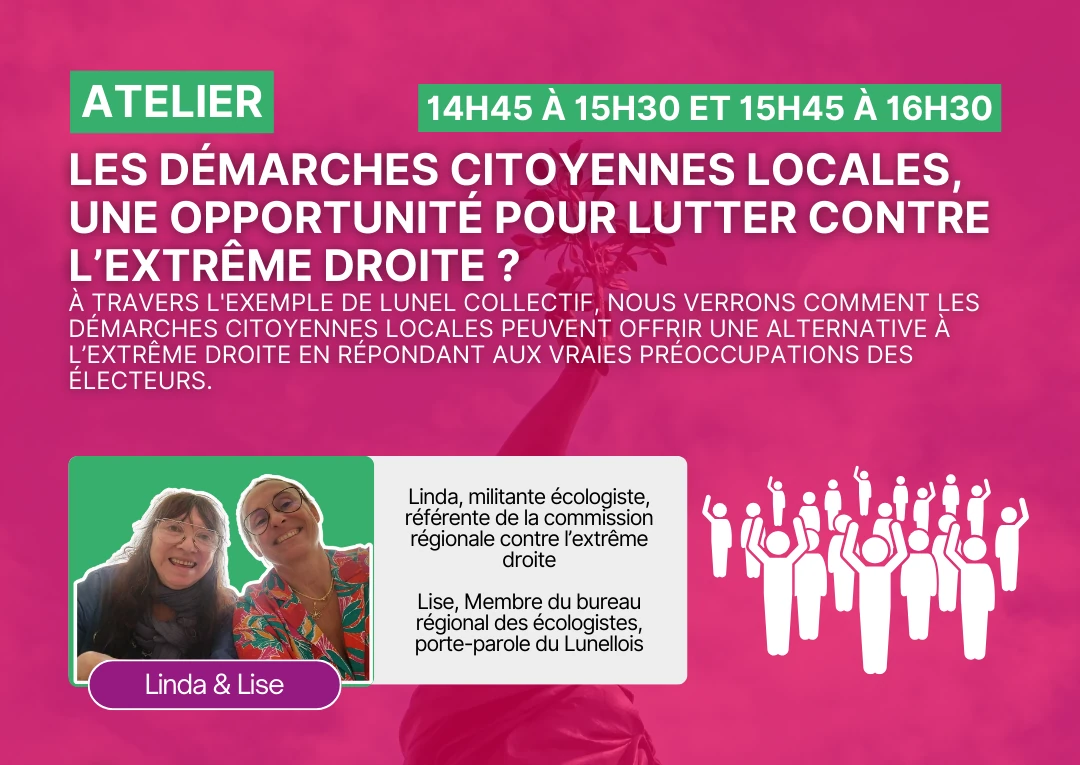 ATELIER
14H45 À 15H30 ET 15H45 À 16H30
LES DÉMARCHES CITOYENNES LOCALES,
UNE OPPORTUNITÉ POUR LUTTER CONTRE
L’EXTRÊME DROITE ?
À TRAVERS L'EXEMPLE DE LUNEL COLLECTIF, NOUS VERRONS COMMENT LES
DÉMARCHES CITOYENNES LOCALES PEUVENT OFFRIR UNE ALTERNATIVE À
L’EXTRÊME DROITE EN RÉPONDANT AUX VRAIES PRÉOCCUPATIONS DES
ÉLECTEURS.
Linda, militante écologiste,
référente de la commission
régionale contre l’extrême
droite
Lise, Membre du bureau
régional des écologistes,
porte-parole du Lunellois
Linda & Lise